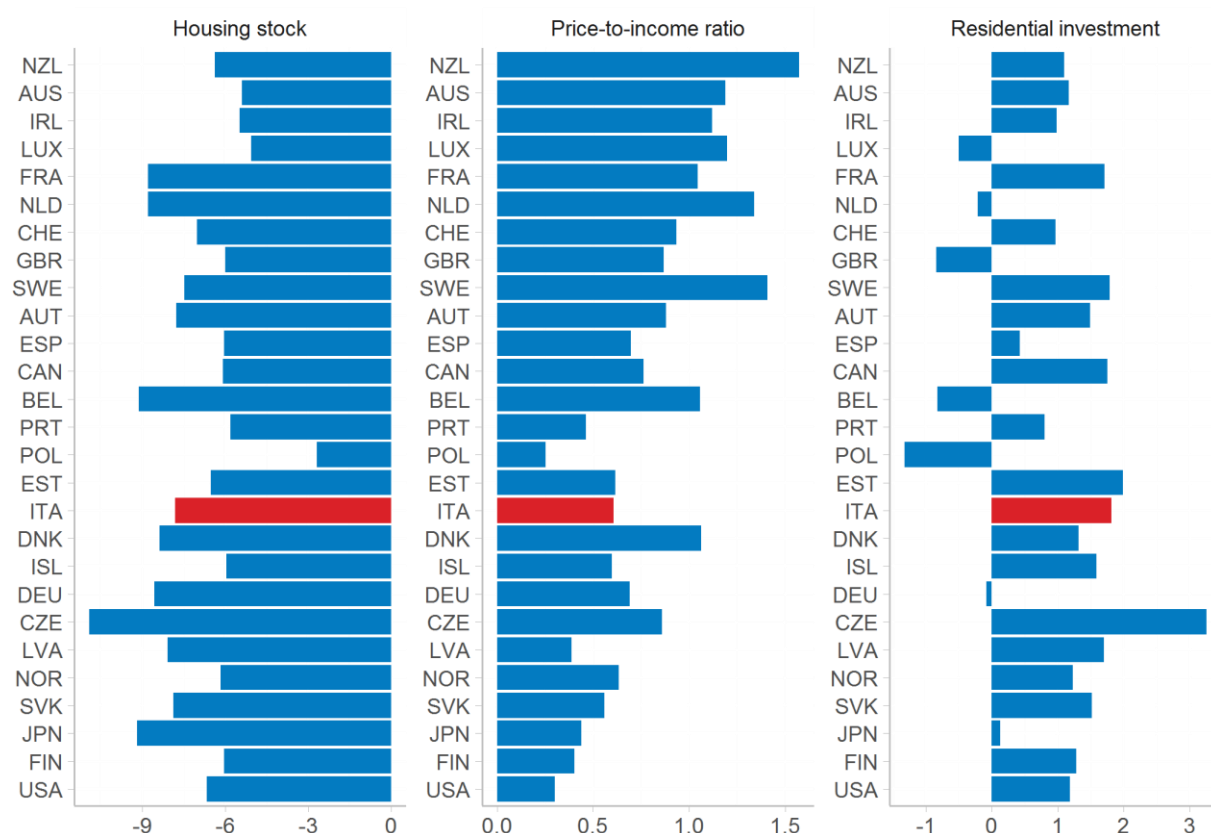 Housing stock
NZL
AUS
IRL
LUX
FRA
NLD
CHE
GBR
SWE
AUT
ESP
CAN
BEL
PRT
POL
EST
ITA
DNK
ISL
DEU
CZE
LVA
NOR
SVK
JPN
FIN
USA
-9 -6 -3 0
Price-to-income ratio
NZL
AUS
IRL
LUX
FRA
NLD
CHE
GBR
SWE
AUT
ESP
CAN
BEL
PRT
POL
EST
ITA
DNK
ISL
DEU
CZE
LVA
NOR
SVK
JPN
FIN
USA
0.0 0.5 1.0 1.5
Residential investment
NZL
AUS
IRL
LUX
FRA
NLD
CHE
GBR
SWE
AUT
ESP
CAN
BEL
PRT
POL
EST
ITA
DNK
ISL
DEU
CZE
LVA
NOR
SVK
JPN
FIN
USA
-1 0 1 2 3